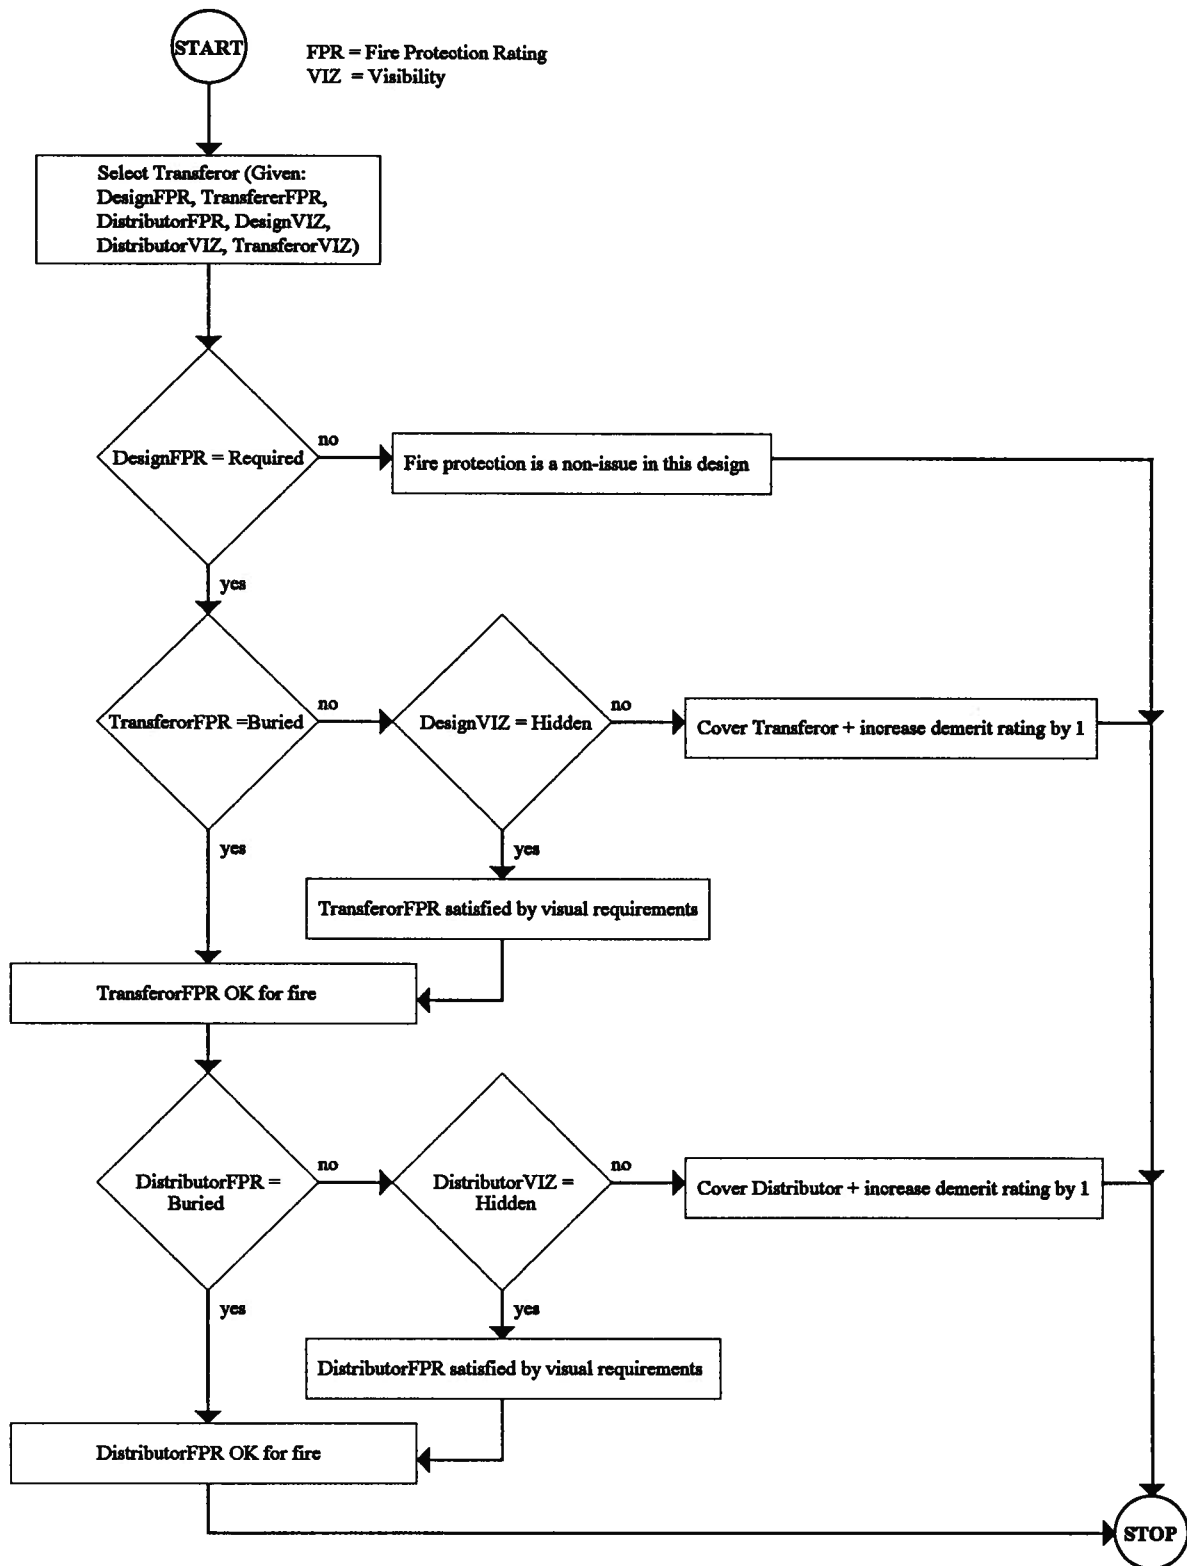 START
FPR = Fire Protection Rating
VIZ = Visibility
Select Transferor (Given:
DesignFPR, TransfererFPR,
DistributorFPR, DesignVIZ,
DistributorVIZ, TransferorVIZ)
DesignFPR = Required
no
Fire protection is a non-issue in this design
yes
TransferorFPR =Buried
no
DesignVIZ = Hidden
no
Cover Transferor + increase demerit rating by 1
yes
yes
TransferorFPR satisfied by visual requirements
TransferorFPR OK for fire
DistributorFPR =
Buried
no
DistributorVIZ =
Hidden
no
Cover Distributor + increase demerit rating by 1
yes
yes
DistributorFPR satisfied by visual requirements
DistributorFPR OK for fire
STOP